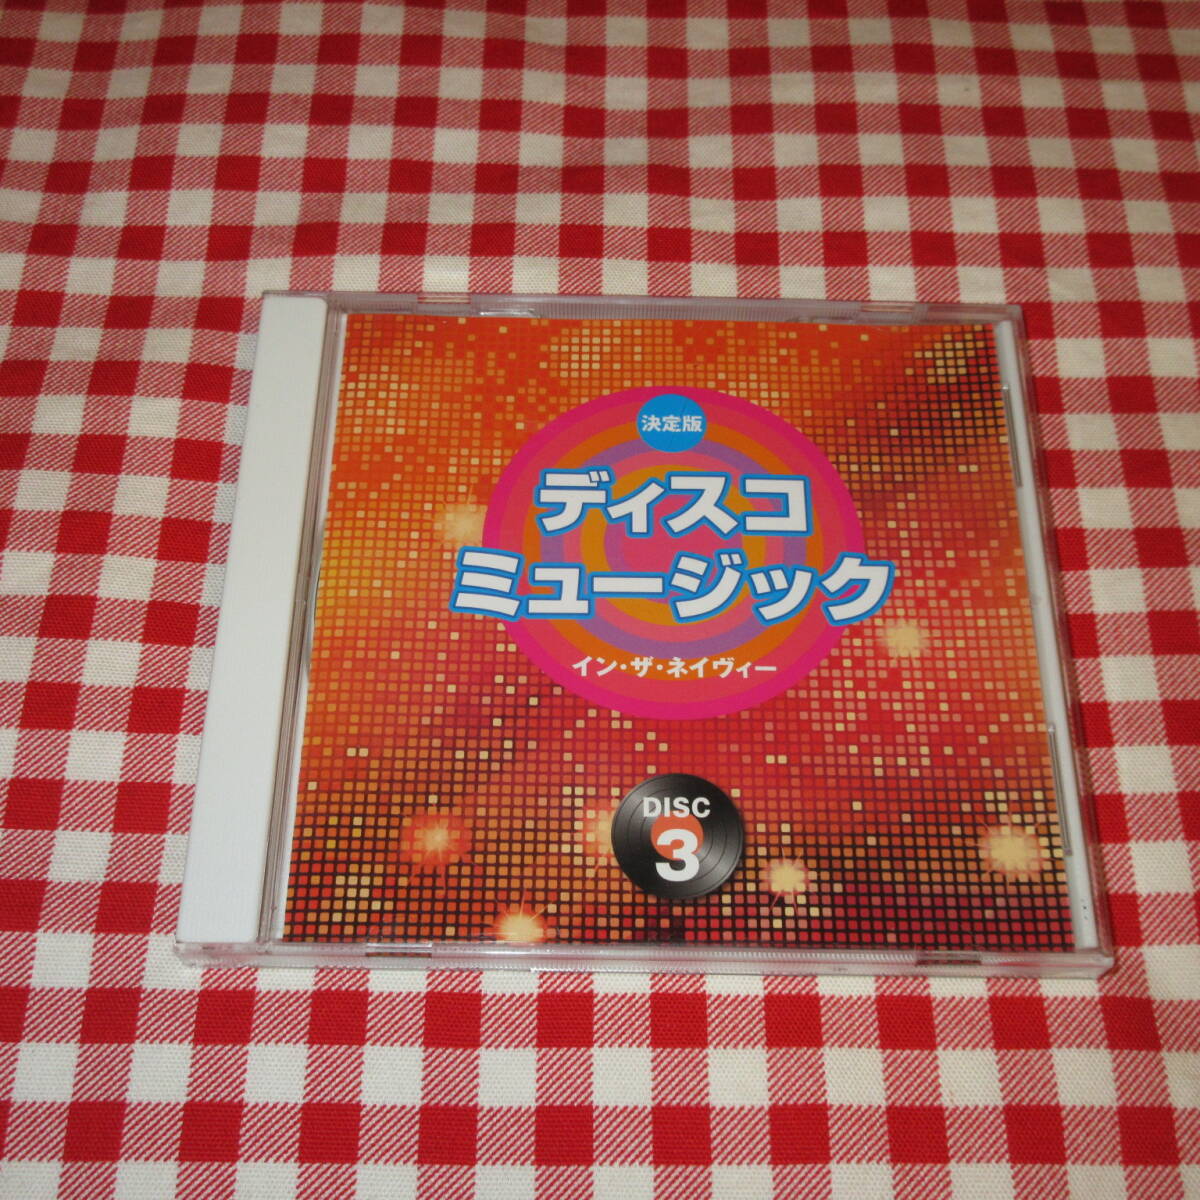 決定版
ディスコ
ミュージック
イン・ザ・ネイヴィー
DISC
3